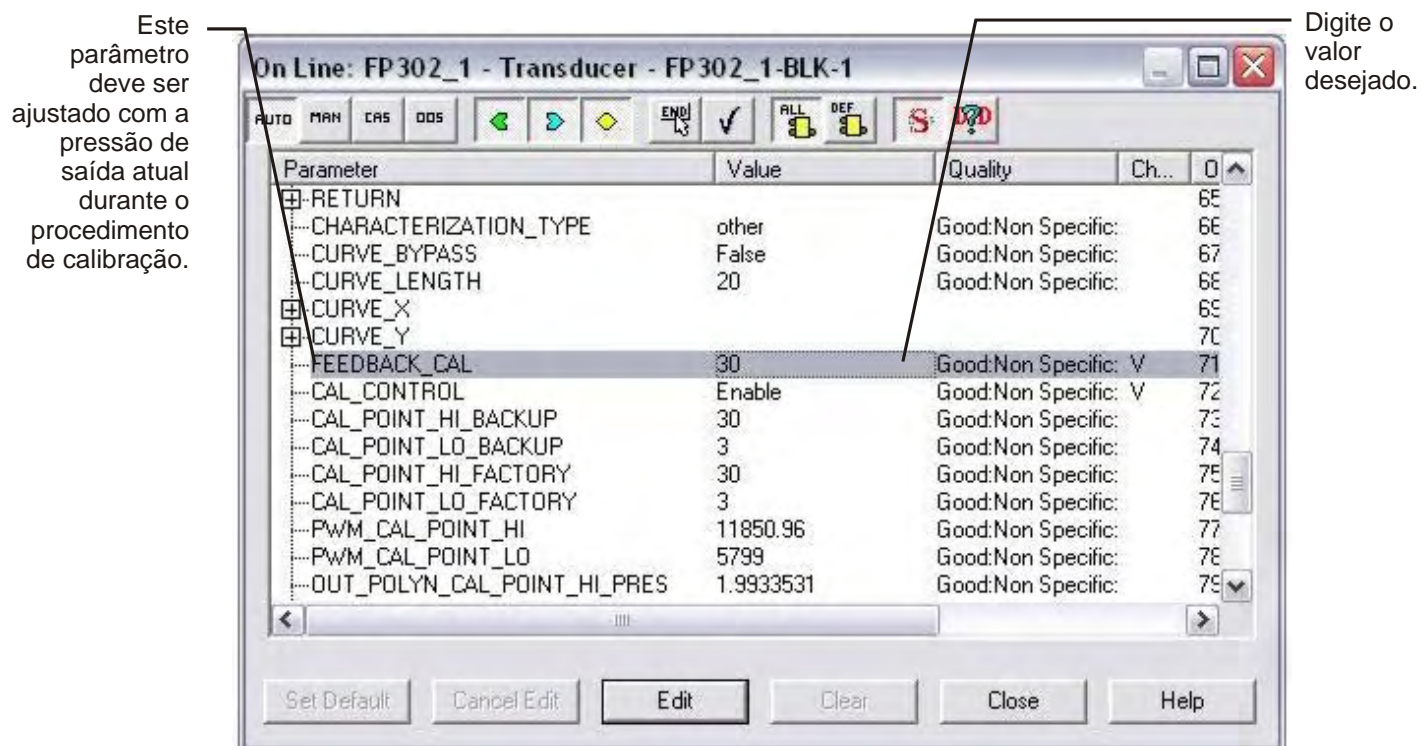 Este
parâmetro
deve ser
ajustado com a
pressão de
saída atual
durante o
procedimento
de calibração.
Digite o
valor
desejado.
On Line: FP302_1 - Transducer - FP302_1-BLK-1
AUTO MAN CAS OOS END ALL DEF S DD
Parameter Value Quality Ch... O
RETURN 65
CHARACTERIZATION_TYPE other Good:Non Specific: 66
CURVE_BYPASS False Good:Non Specific: 67
CURVE_LENGTH 20 Good:Non Specific: 68
CURVE_X 69
CURVE_Y 70
FEEDBACK_CAL 30 Good:Non Specific: V 71
CAL_CONTROL Enable Good:Non Specific: V 72
CAL_POINT_HI_BACKUP 30 Good:Non Specific: 73
CAL_POINT_LO_BACKUP 3 Good:Non Specific: 74
CAL_POINT_HI_FACTORY 30 Good:Non Specific: 75
CAL_POINT_LO_FACTORY 3 Good:Non Specific: 76
PWM_CAL_POINT_HI 11850.96 Good:Non Specific: 77
PWM_CAL_POINT_LO 5799 Good:Non Specific: 78
OUT_POLYN_CAL_POINT_HI_PRES 1.9933531 Good:Non Specific: 79
Set Default Cancel Edit Edit Clear Close Help